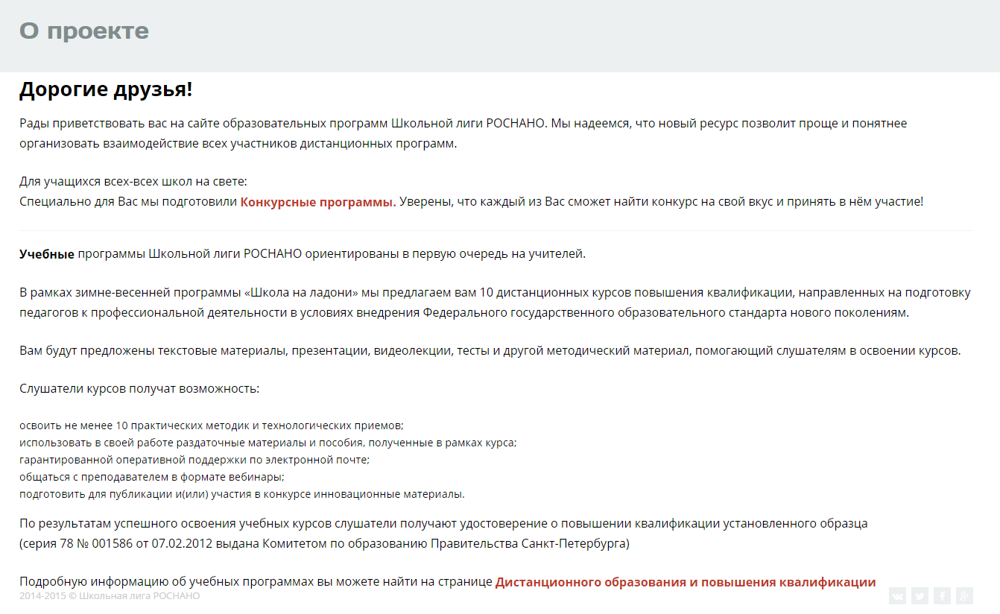 О проекте
Дорогие друзья!
Рады приветствовать вас на сайте образовательных программ Школьной лиги РОСНАНО. Мы надеемся, что новый ресурс позволит проще и понятнее
организовать взаимодействие всех участников дистанционных программ.
Для учащихся всех-всех школ на свете:
Специально для Вас мы подготовили Конкурсные программы. Уверены, что каждый из Вас сможет найти конкурс на свой вкус и принять в нём участие!
Учебные программы Школьной лиги РОСНАНО ориентированы в первую очередь на учителей.
В рамках зимне-весенней программы «Школа на ладони» мы предлагаем вам 10 дистанционных курсов повышения квалификации, направленных на подготовку
педагогов к профессиональной деятельности в условиях внедрения Федерального государственного образовательного стандарта нового поколениям.
Вам будут предложены текстовые материалы, презентации, видеолекции, тесты и другой методический материал, помогающий слушателям в освоении курсов.
Слушатели курсов получат возможность:
освоить не менее 10 практических методик и технологических приемов;
использовать в своей работе раздаточные материалы и пособия, полученные в рамках курса;
гарантированной оперативной поддержки по электронной почте;
общаться с преподавателем в формате вебинары;
подготовить для публикации и(или) участия в конкурсе инновационные материалы.
По результатам успешного освоения учебных курсов слушатели получают удостоверение о повышении квалификации установленного образца
(серия 78 № 001586 от 07.02.2012 выдана Комитетом по образованию Правительства Санкт-Петербурга)
Подробную информацию об учебных программах вы можете найти на странице Дистанционного образования и повышения квалификации
2014-2015 © Школьная лига РОСНАНО